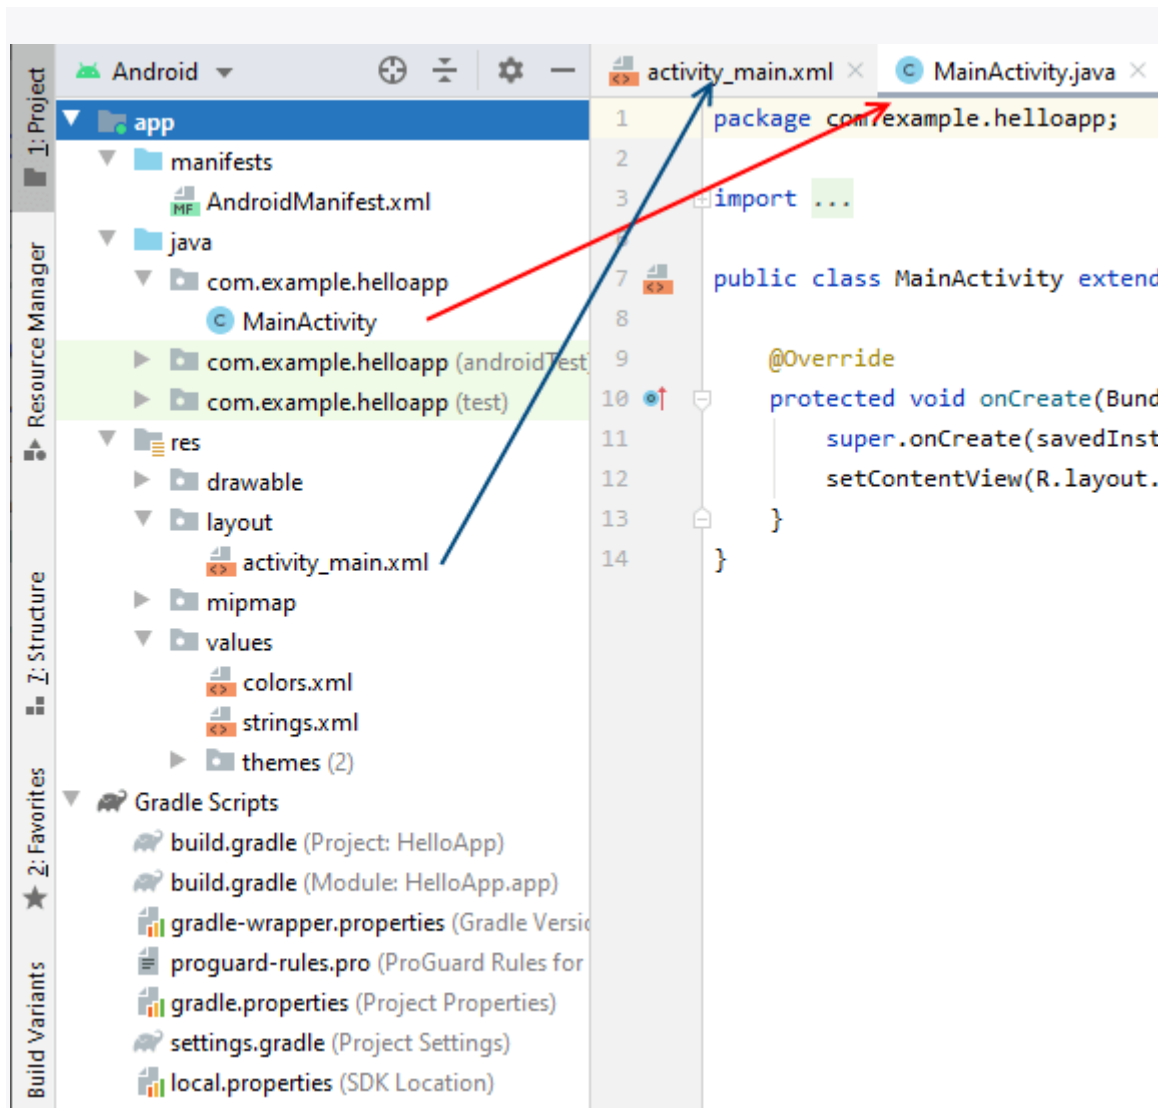 1: Project
Resource Manager
7: Structure
2: Favorites
Build Variants
Android
app
manifests
AndroidManifest.xml
java
com.example.helloapp
MainActivity
com.example.helloapp (androidTest)
com.example.helloapp (test)
res
drawable
layout
activity_main.xml
mipmap
values
colors.xml
strings.xml
themes (2)
Gradle Scripts
build.gradle (Project: HelloApp)
build.gradle (Module: HelloApp.app)
gradle-wrapper.properties (Gradle Versic
proguard-rules.pro (ProGuard Rules for
gradle.properties (Project Properties)
settings.gradle (Project Settings)
local.properties (SDK Location)
activity_main.xml MainActivity.java
1 package com.example.helloapp;
2
3 import ...
6
7 public class MainActivity extend
8
9 @Override
10 protected void onCreate(Bund
11 super.onCreate(savedInst
12 setContentView(R.layout.
13 }
14 }